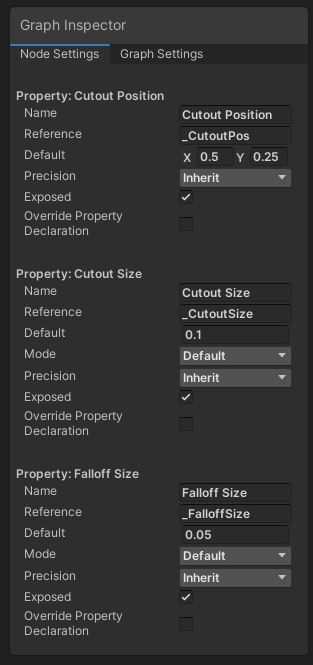 Graph Inspector
Node Settings Graph Settings
Property: Cutout Position
Name Cutout Position
Reference _CutoutPos
Default X 0.5 Y 0.25
Precision Inherit
Exposed
Override Property
Declaration
Property: Cutout Size
Name Cutout Size
Reference _CutoutSize
Default 0.1
Mode Default
Precision Inherit
Exposed
Override Property
Declaration
Property: Falloff Size
Name Falloff Size
Reference _FalloffSize
Default 0.05
Mode Default
Precision Inherit
Exposed
Override Property
Declaration